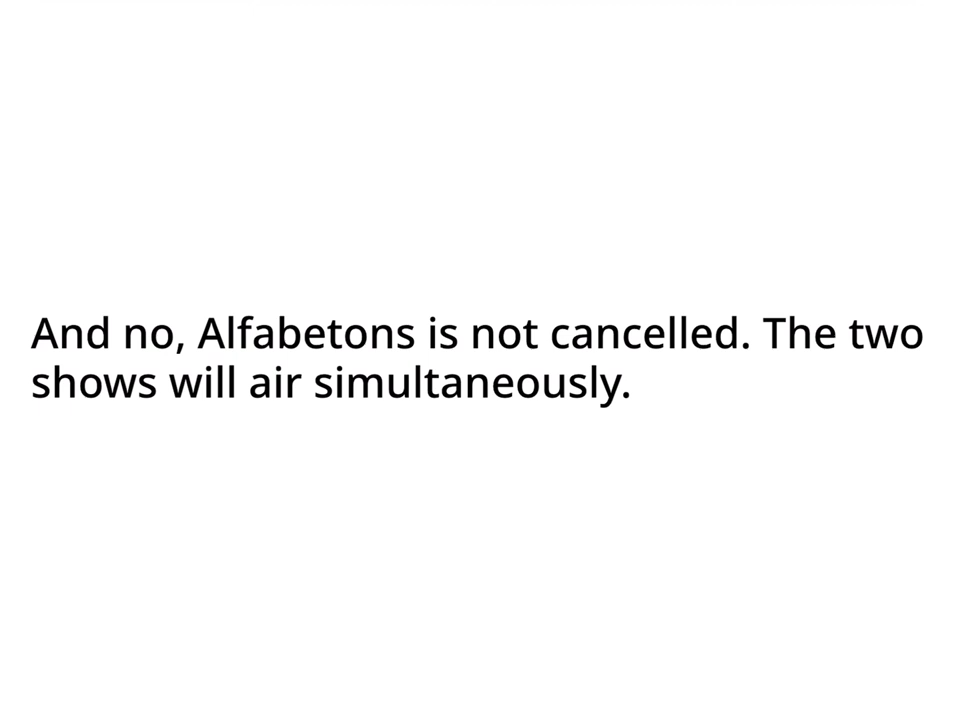 And no, Alfabetons is not cancelled. The two
shows will air simultaneously.